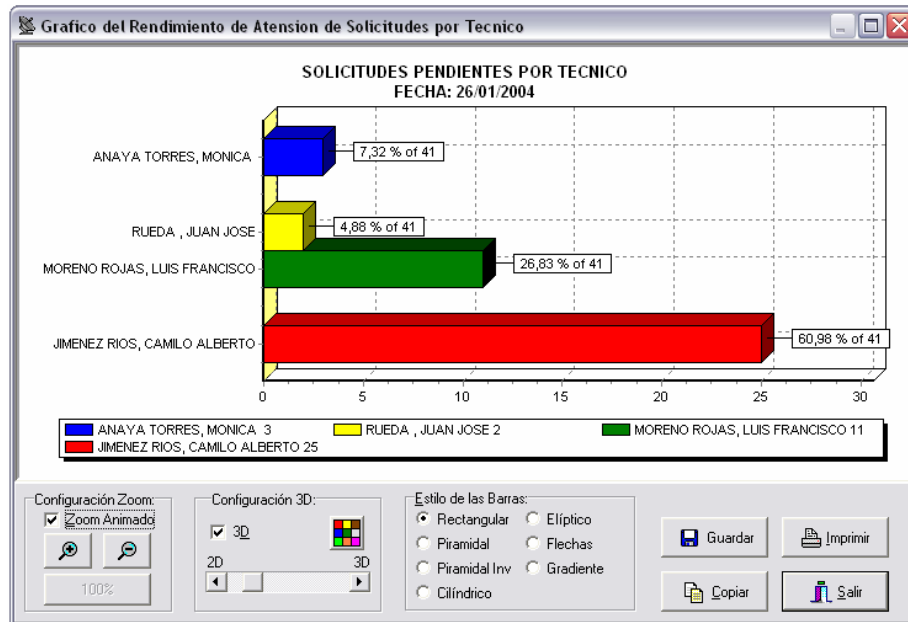 Grafico del Rendimiento de Atension de Solicitudes por Tecnico
SOLICITUDES PENDIENTES POR TECNICO
FECHA: 26/01/2004
ANAYA TORRES, MONICA
7,32 % of 41
RUEDA , JUAN JOSE
4,88 % of 41
MORENO ROJAS, LUIS FRANCISCO
26,83 % of 41
JIMENEZ RIOS, CAMILO ALBERTO
60,98 % of 41
0 5 10 15 20 25 30
ANAYA TORRES, MONICA 3 RUEDA , JUAN JOSE 2 MORENO ROJAS, LUIS FRANCISCO 11
JIMENEZ RIOS, CAMILO ALBERTO 25
Configuración Zoom:
Zoom Animado
100%
Configuración 3D:
3D
2D 3D
Estilo de las Barras:
Rectangular Elíptico
Piramidal Flechas
Piramidal Inv Gradiente
Cilíndrico
Guardar Imprimir
Copiar Salir